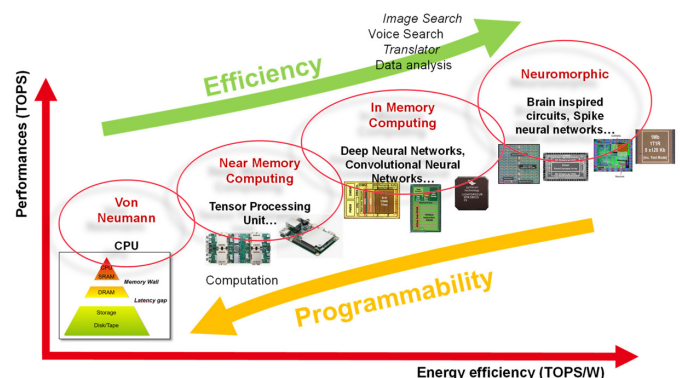 Image Search
Voice Search
Translator
Data analysis
Efficiency
Performances (TOPS)
Neuromorphic
Brain inspired
circuits, Spike
neural networks…
In Memory
Computing
Deep Neural Networks,
Convolutional Neural
Networks…
Near Memory
Computing
Tensor Processing
Unit…
Von
Neumann
CPU
CPU
SRAM
Memory Wall
DRAM
Latency gap
Storage
Disk/Tape
Computation
Programmability
Energy efficiency (TOPS/W)
1Mb
1T1R